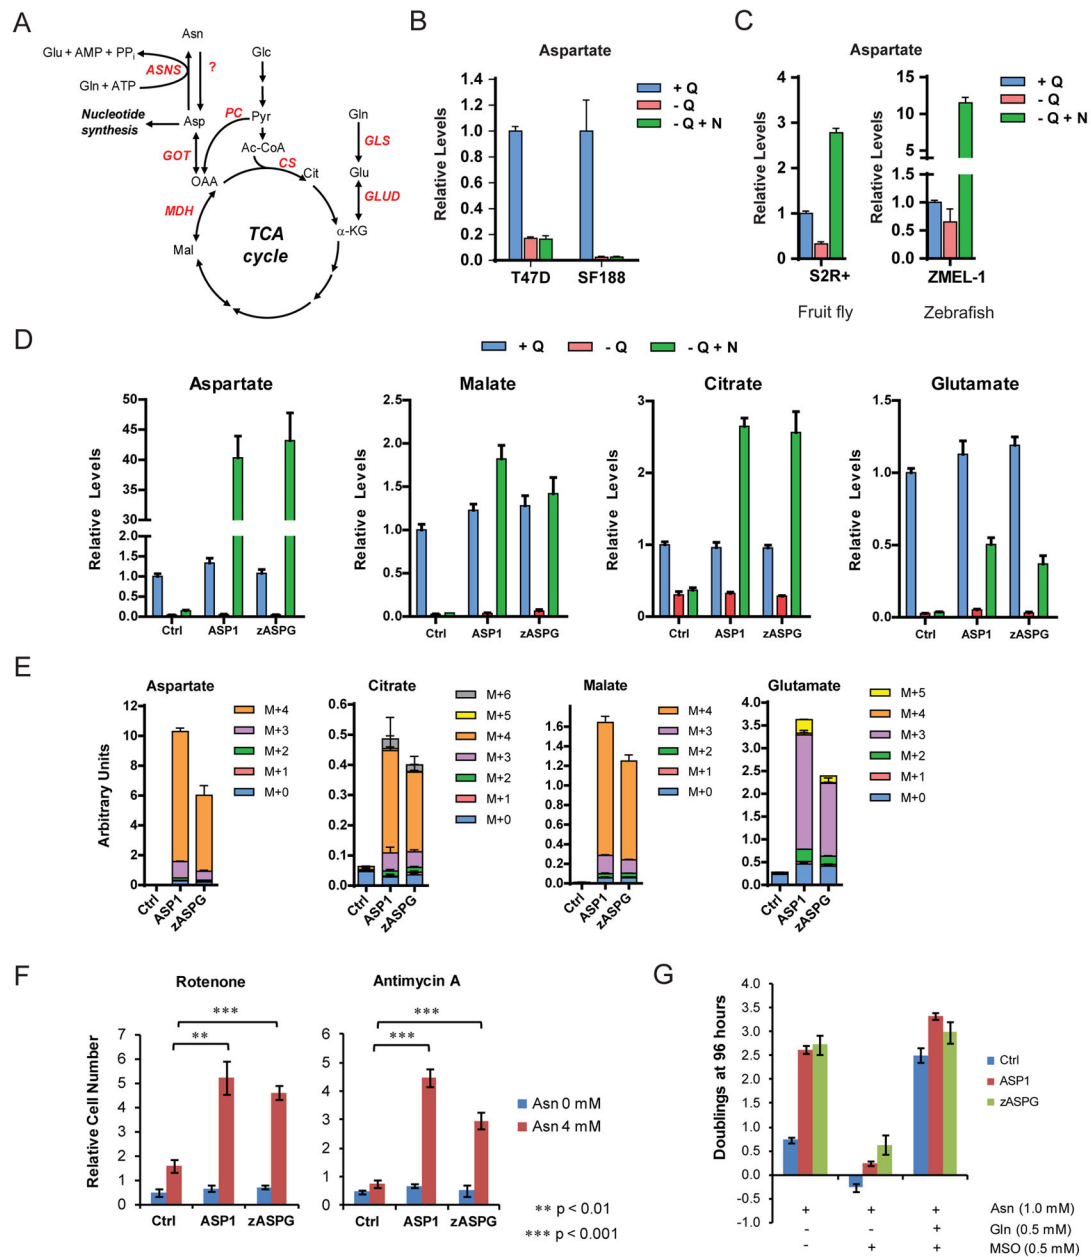 A
Asn
Glu + AMP + PPi
ASNS
?
Gln + ATP
Nucleotide
synthesis
Asp
GOT
OAA
MDH
Mal
Glc
PC
Pyr
Ac-CoA
CS
Cit
Gln
GLS
Glu
GLUD
α-KG
TCA
cycle
B
Aspartate
Relative Levels
1.4
1.2
1.0
0.8
0.6
0.4
0.2
0.0
T47D SF188
+ Q
- Q
- Q + N
C
Aspartate
Relative Levels
4
3
2
1
0
S2R+
Fruit fly
Relative Levels
15
10
5
1.5
1.0
0.5
0.0
ZMEL-1
Zebrafish
+ Q
- Q
- Q + N
D
+ Q - Q - Q + N
Aspartate
Relative Levels
50
45
40
35
30
2.0
1.5
1.0
0.5
0.0
Ctrl ASP1 zASPG
Malate
Relative Levels
2.5
2.0
1.5
1.0
0.5
0.0
Ctrl ASP1 zASPG
Citrate
Relative Levels
3
2
1
0
Ctrl ASP1 zASPG
Glutamate
Relative Levels
1.5
1.0
0.5
0.0
Ctrl ASP1 zASPG
E
Aspartate
Arbitrary Units
12
10
8
6
4
2
0
Ctrl ASP1 zASPG
M+4
M+3
M+2
M+1
M+0
Citrate
0.6
0.5
0.4
0.3
0.2
0.1
0.0
Ctrl ASP1 zASPG
M+6
M+5
M+4
M+3
M+2
M+1
M+0
Malate
1.6
1.4
1.2
1.0
0.8
0.6
0.4
0.2
0.0
Ctrl ASP1 zASPG
M+4
M+3
M+2
M+1
M+0
Glutamate
4.0
3.5
3.0
2.5
2.0
1.5
1.0
0.5
0.0
Ctrl ASP1 zASPG
M+5
M+4
M+3
M+2
M+1
M+0
F
Rotenone
Relative Cell Number
7
6
5
4
3
2
1
0
***
**
Ctrl ASP1 zASPG
Antimycin A
6
5
4
3
2
1
0
***
***
Ctrl ASP1 zASPG
Asn 0 mM
Asn 4 mM
** p < 0.01
*** p < 0.001
G
Doublings at 96 hours
4.0
3.5
3.0
2.5
2.0
1.5
1.0
0.5
0.0
-0.5
-1.0
Ctrl
ASP1
zASPG
+ + + Asn (1.0 mM)
- - + Gln (0.5 mM)
- + + MSO (0.5 mM)